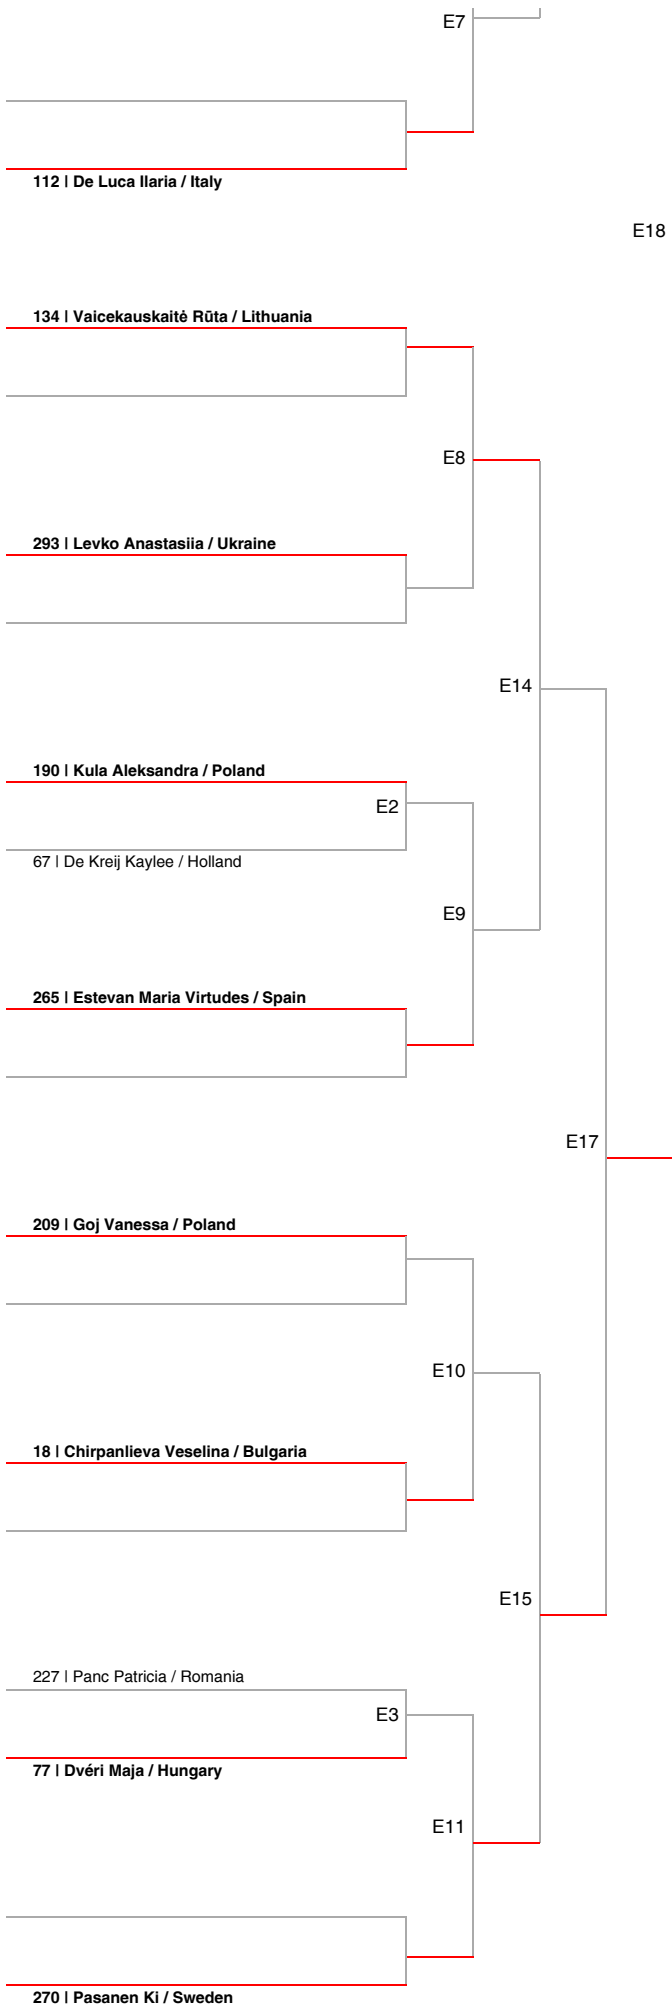 E7
112 | De Luca Ilaria / Italy
E18
134 | Vaicekauskaitė Rūta / Lithuania
E8
293 | Levko Anastasiia / Ukraine
E14
190 | Kula Aleksandra / Poland
E2
67 | De Kreij Kaylee / Holland
E9
265 | Estevan Maria Virtudes / Spain
E17
209 | Goj Vanessa / Poland
E10
18 | Chirpanlieva Veselina / Bulgaria
E15
227 | Panc Patricia / Romania
E3
77 | Dvéri Maja / Hungary
E11
270 | Pasanen Ki / Sweden